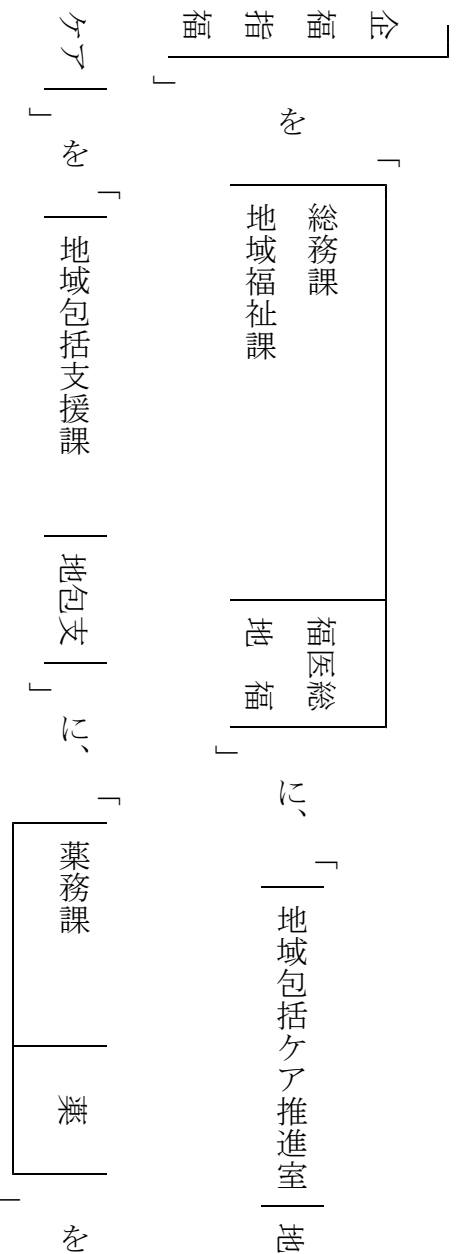 企
福
指
福
」を「
総務課 福医総
地域福祉課 地 福
」に、「地域包括ケア推進室 地
ケア」を「地域包括支援課 地包支」に、「薬務課 薬」を